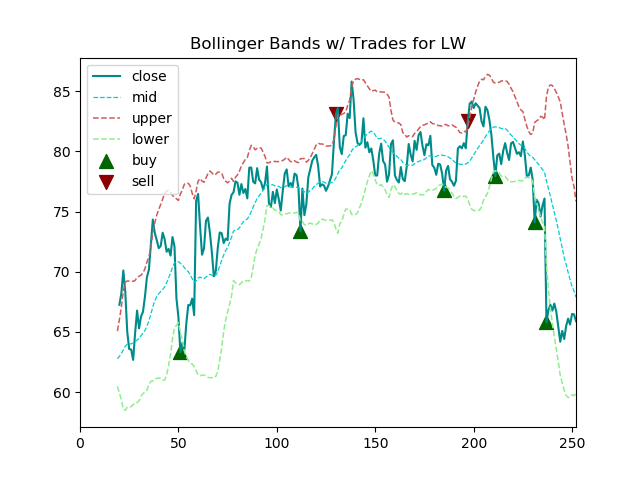 Bollinger Bands w/ Trades for LW
close
mid
upper
lower
buy
sell
85
80
75
70
65
60
0 50 100 150 200 250